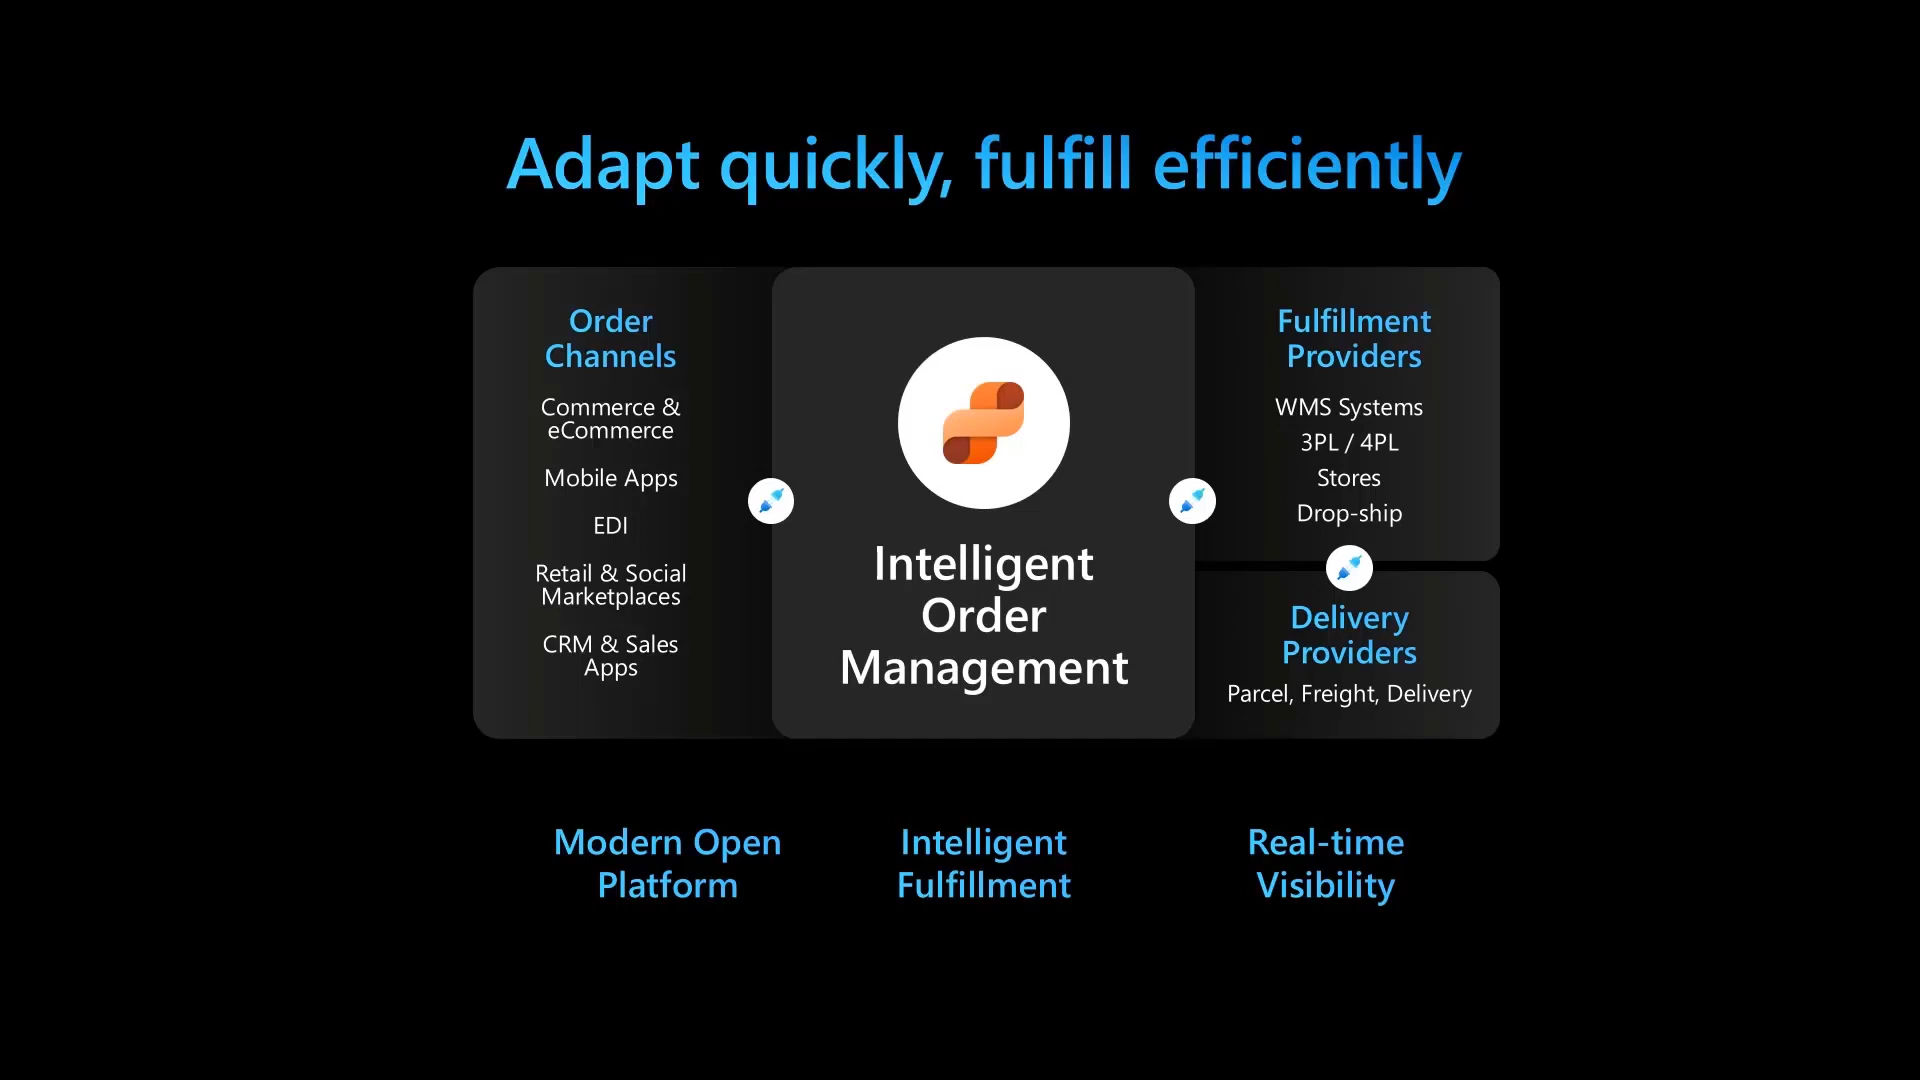 Adapt quickly, fulfill efficiently
Order
Channels
Commerce &
eCommerce
Mobile Apps
EDI
Retail & Social
Marketplaces
CRM & Sales
Apps
Intelligent
Order
Management
Fulfillment
Providers
WMS Systems
3PL / 4PL
Stores
Drop-ship
Delivery
Providers
Parcel, Freight, Delivery
Modern Open
Platform
Intelligent
Fulfillment
Real-time
Visibility